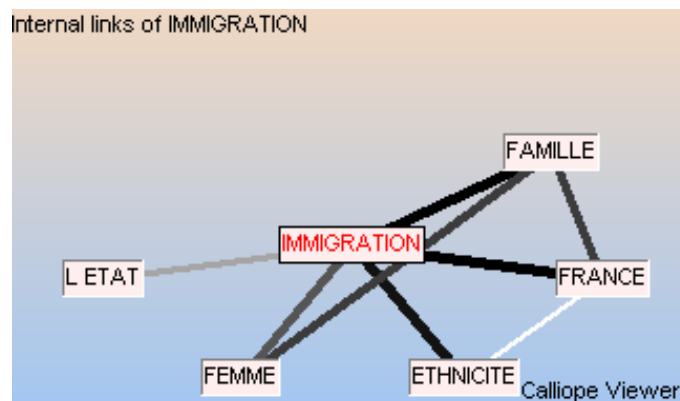 Internal links of IMMIGRATION
FAMILLE
IMMIGRATION
L ETAT
FRANCE
FEMME
ETHNICITE
Calliope Viewer